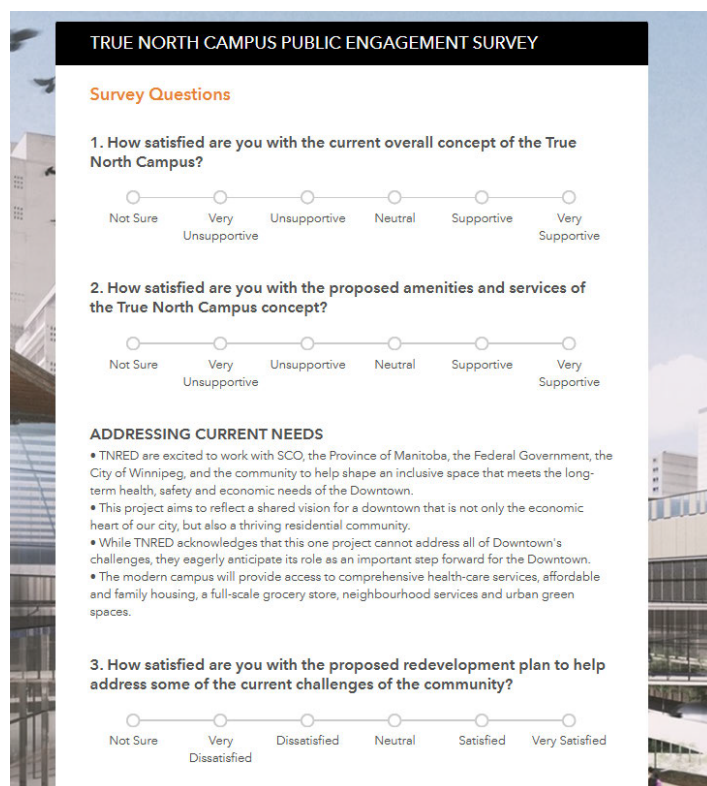 TRUE NORTH CAMPUS PUBLIC ENGAGEMENT SURVEY
Survey Questions
1. How satisfied are you with the current overall concept of the True
North Campus?
Not Sure Very Unsupportive Neutral Supportive Very
Unsupportive Supportive
2. How satisfied are you with the proposed amenities and services of
the True North Campus concept?
Not Sure Very Unsupportive Neutral Supportive Very
Unsupportive Supportive
ADDRESSING CURRENT NEEDS
• TNRED are excited to work with SCO, the Province of Manitoba, the Federal Government, the
City of Winnipeg, and the community to help shape an inclusive space that meets the long-
term health, safety and economic needs of the Downtown.
• This project aims to reflect a shared vision for a downtown that is not only the economic
heart of our city, but also a thriving residential community.
• While TNRED acknowledges that this one project cannot address all of Downtown's
challenges, they eagerly anticipate its role as an important step forward for the Downtown.
• The modern campus will provide access to comprehensive health-care services, affordable
and family housing, a full-scale grocery store, neighbourhood services and urban green
spaces.
3. How satisfied are you with the proposed redevelopment plan to help
address some of the current challenges of the community?
Not Sure Very Dissatisfied Neutral Satisfied Very Satisfied
Dissatisfied